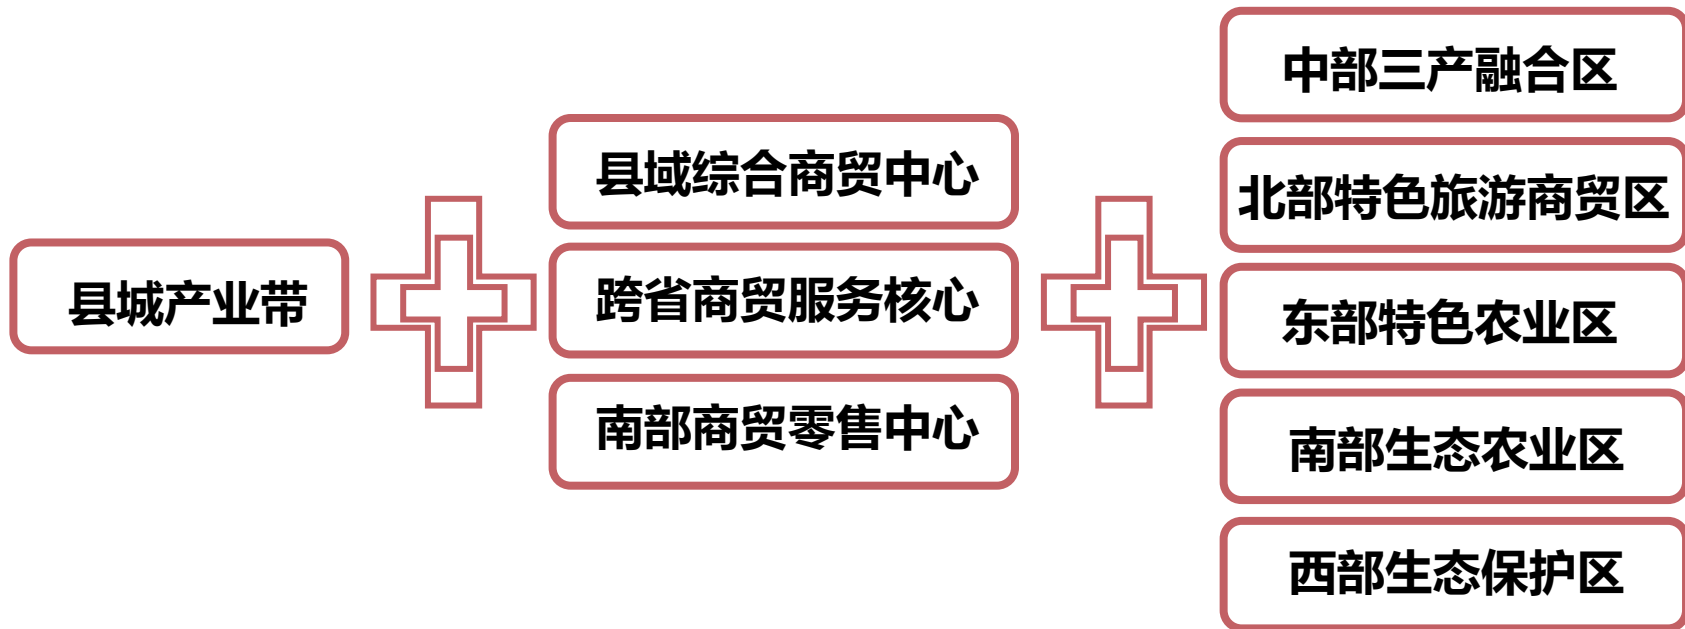 县城产业带
县域综合商贸中心
跨省商贸服务核心
南部商贸零售中心
中部三产融合区
北部特色旅游商贸区
东部特色农业区
南部生态农业区
西部生态保护区